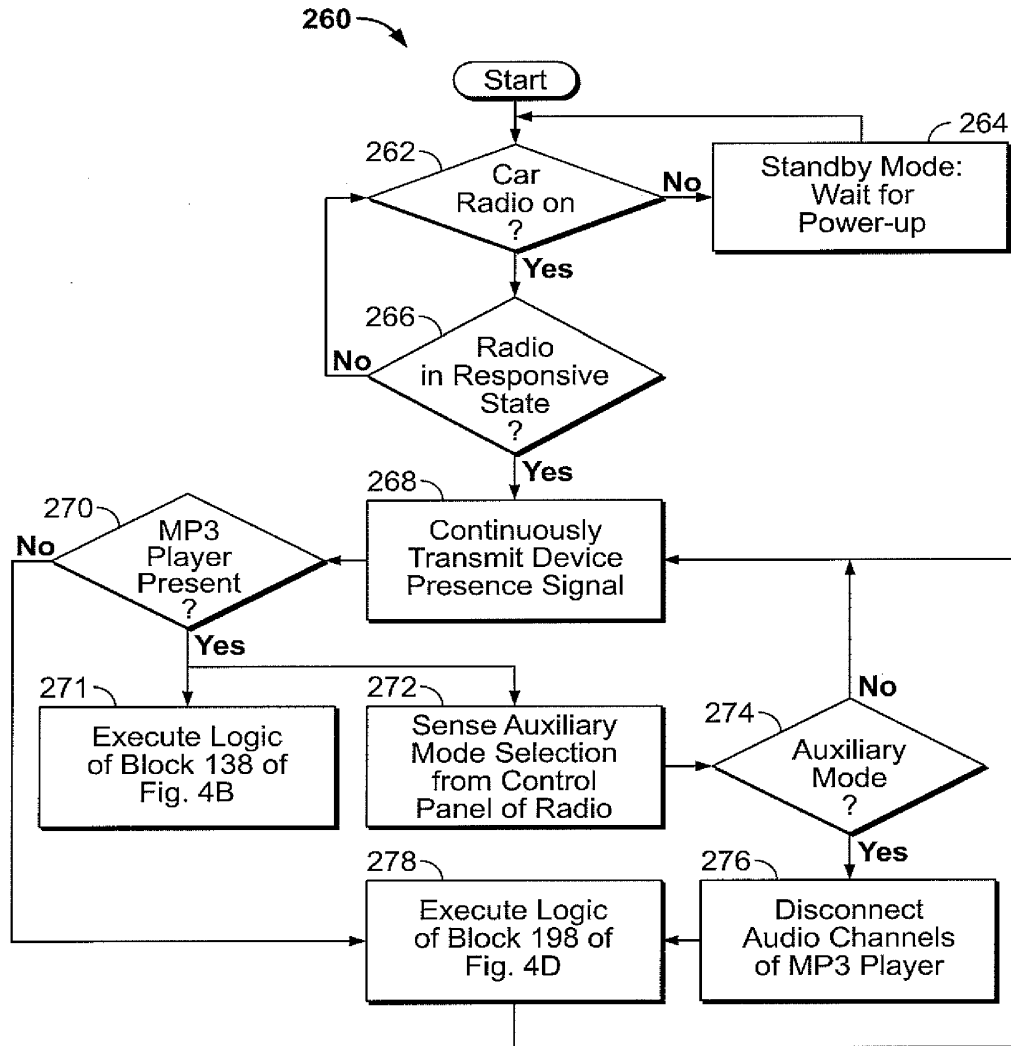 260
Start
262
Car
Radio on
?
No
Yes
264
Standby Mode:
Wait for
Power-up
266
Radio
in Responsive
State
?
No
Yes
268
Continuously
Transmit Device
Presence Signal
270
MP3
Player
Present
?
No
Yes
271
Execute Logic
of Block 138 of
Fig. 4B
272
Sense Auxiliary
Mode Selection
from Control
Panel of Radio
274
Auxiliary
Mode
?
No
Yes
276
Disconnect
Audio Channels
of MP3 Player
278
Execute Logic
of Block 198 of
Fig. 4D